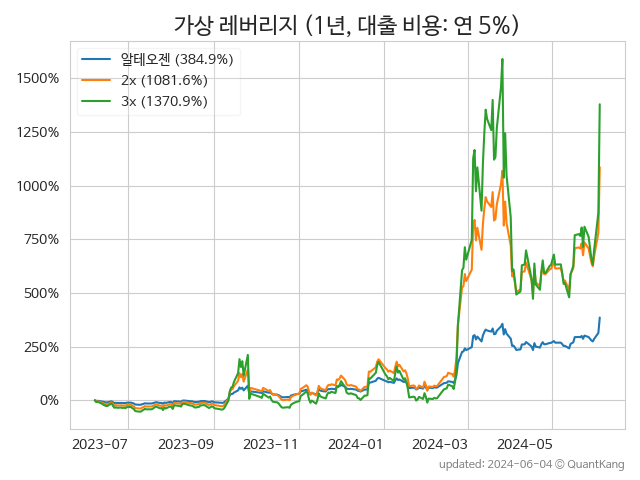 가상 레버리지 (1년, 대출 비용: 연 5%)
알테오젠 (384.9%)
2x (1081.6%)
3x (1370.9%)
1500%
1250%
1000%
750%
500%
250%
0%
2023-07 2023-09 2023-11 2024-01 2024-03 2024-05
updated: 2024-06-04 © QuantKang